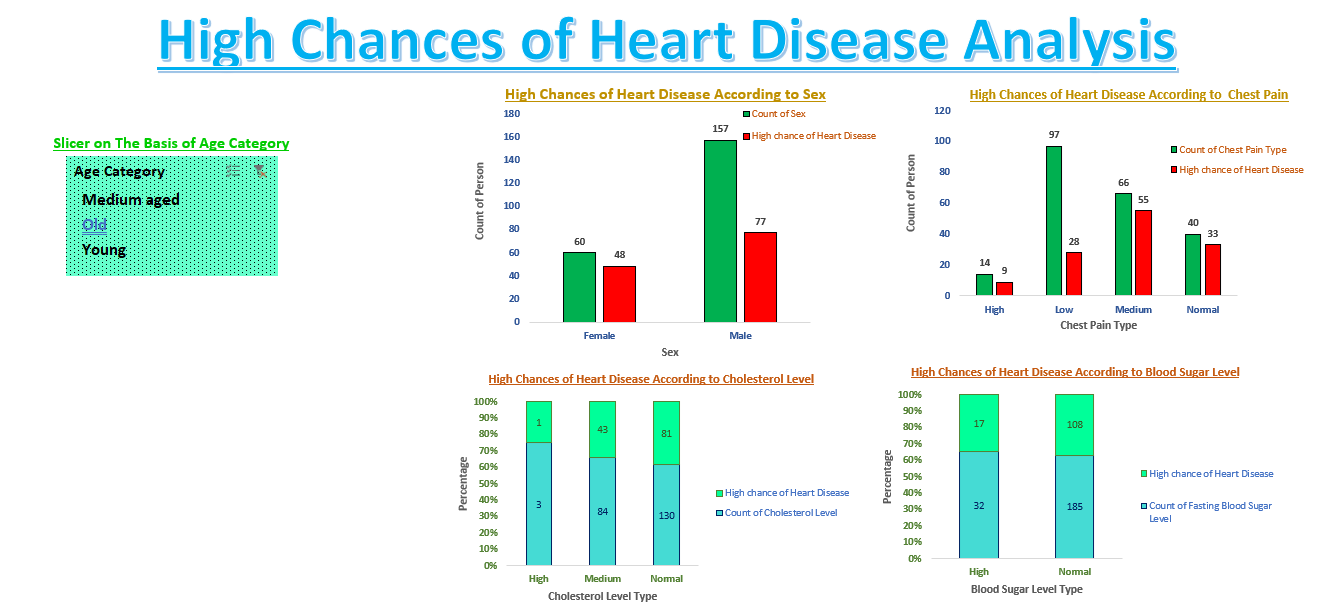 High Chances of Heart Disease Analysis
Slicer on The Basis of Age Category
Age Category
Medium aged
Old
Young
High Chances of Heart Disease According to Sex
Count of Sex
High chance of Heart Disease
Count of Person
180
160
140
120
100
80
60
40
20
0
60
48
157
77
Female
Male
Sex
High Chances of Heart Disease According to  Chest Pain
Count of Chest Pain Type
High chance of Heart Disease
Count of Person
120
100
80
60
40
20
0
14
9
97
28
66
55
40
33
High
Low
Medium
Normal
Chest Pain Type
High Chances of Heart Disease According to Cholesterol Level
Percentage
100%
90%
80%
70%
60%
50%
40%
30%
20%
10%
0%
1
43
81
3
84
130
High
Medium
Normal
Cholesterol Level Type
High chance of Heart Disease
Count of Cholesterol Level
High Chances of Heart Disease According to Blood Sugar Level
Percentage
100%
90%
80%
70%
60%
50%
40%
30%
20%
10%
0%
17
108
32
185
High
Normal
Blood Sugar Level Type
High chance of Heart Disease
Count of Fasting Blood Sugar
Level